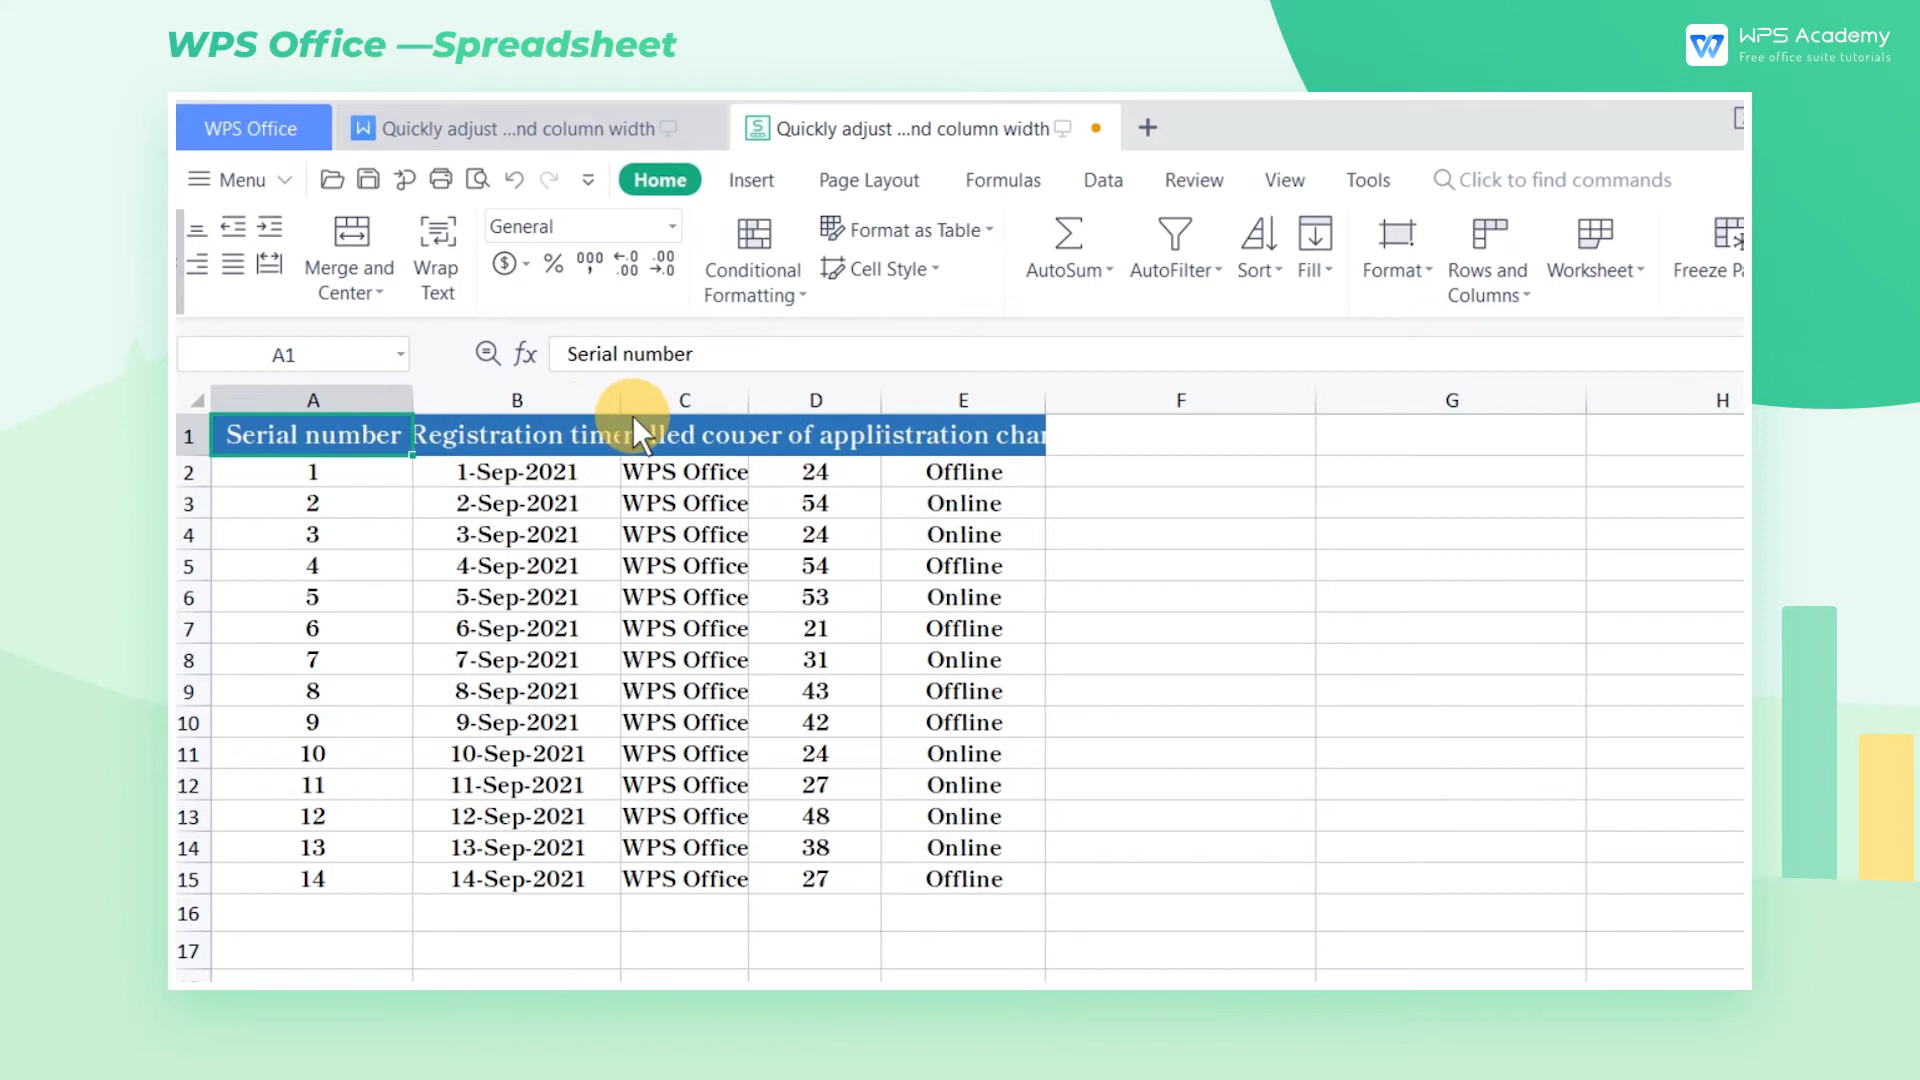 WPS Office —Spreadsheet
WPS Academy
Free office suite tutorials
WPS Office
Quickly adjust ...nd column width
Quickly adjust ...nd column width
Menu
Home
Insert
Page Layout
Formulas
Data
Review
View
Tools
Click to find commands
Merge and
Center
Wrap
Text
General
Conditional
Formatting
Format as Table
Cell Style
AutoSum
AutoFilter
Sort
Fill
Format
Rows and
Columns
Worksheet
Freeze Pa
A1
fx
Serial number
A B C D E F G H
1 Serial number Registration time lled cou er of appli istration chan
2 1 1-Sep-2021 WPS Office 24 Offline
3 2 2-Sep-2021 WPS Office 54 Online
4 3 3-Sep-2021 WPS Office 24 Online
5 4 4-Sep-2021 WPS Office 54 Offline
6 5 5-Sep-2021 WPS Office 53 Online
7 6 6-Sep-2021 WPS Office 21 Offline
8 7 7-Sep-2021 WPS Office 31 Online
9 8 8-Sep-2021 WPS Office 43 Offline
10 9 9-Sep-2021 WPS Office 42 Offline
11 10 10-Sep-2021 WPS Office 24 Online
12 11 11-Sep-2021 WPS Office 27 Online
13 12 12-Sep-2021 WPS Office 48 Online
14 13 13-Sep-2021 WPS Office 38 Online
15 14 14-Sep-2021 WPS Office 27 Offline
16
17